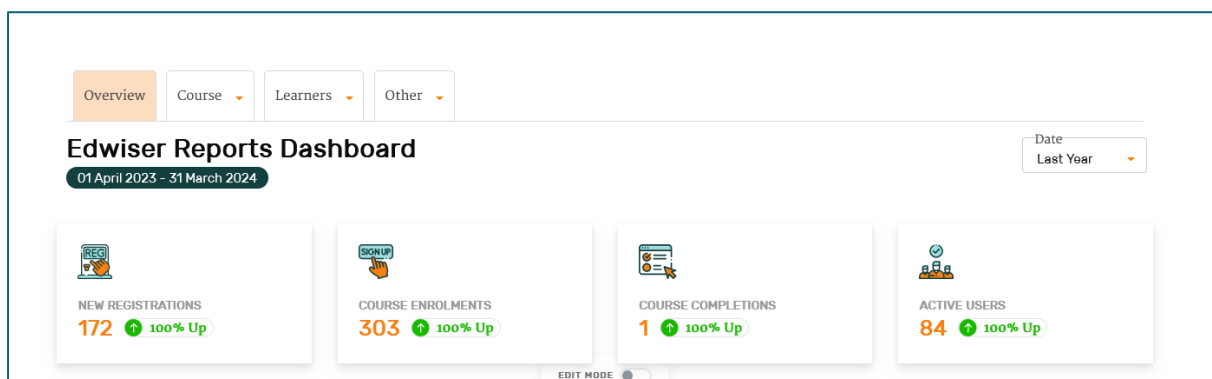 Overview Course Learners Other
Edwiser Reports Dashboard
01 April 2023 - 31 March 2024
Date
Last Year
REG
SIGN UP
NEW REGISTRATIONS
172 100% Up
COURSE ENROLMENTS
303 100% Up
COURSE COMPLETIONS
1 100% Up
ACTIVE USERS
84 100% Up
EDIT MODE